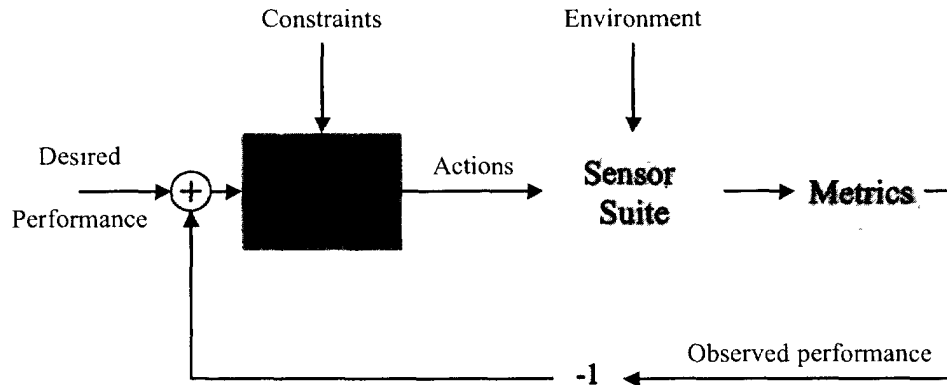 Constraints
Environment
Desired
Performance
+
Actions
Sensor
Suite
Metrics
Observed performance
-1